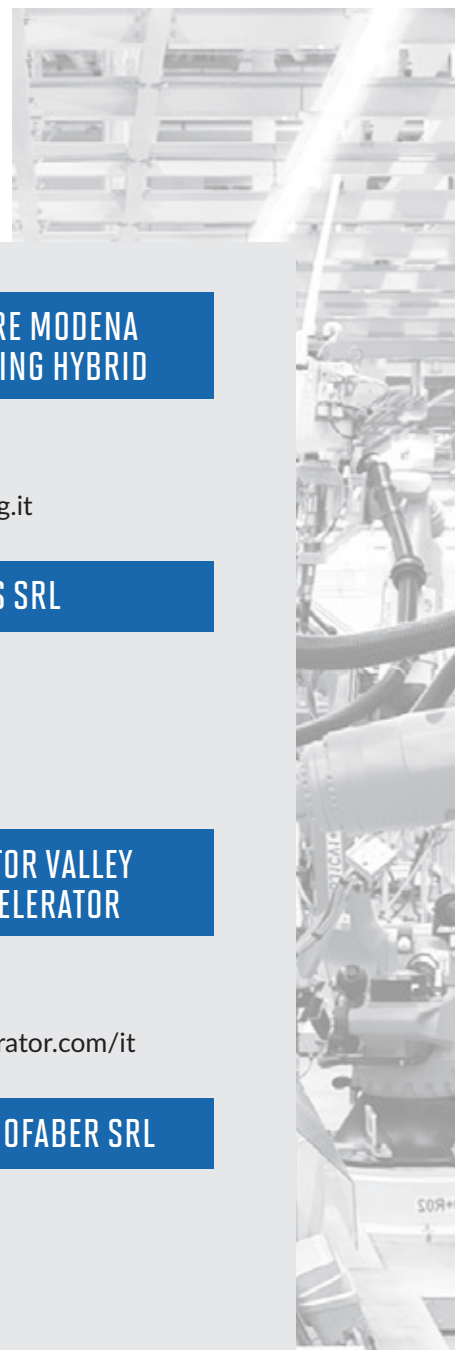 RE MODENA
ING HYBRID
g.it
S SRL
TOR VALLEY
ELERATOR
rator.com/it
OFABER SRL